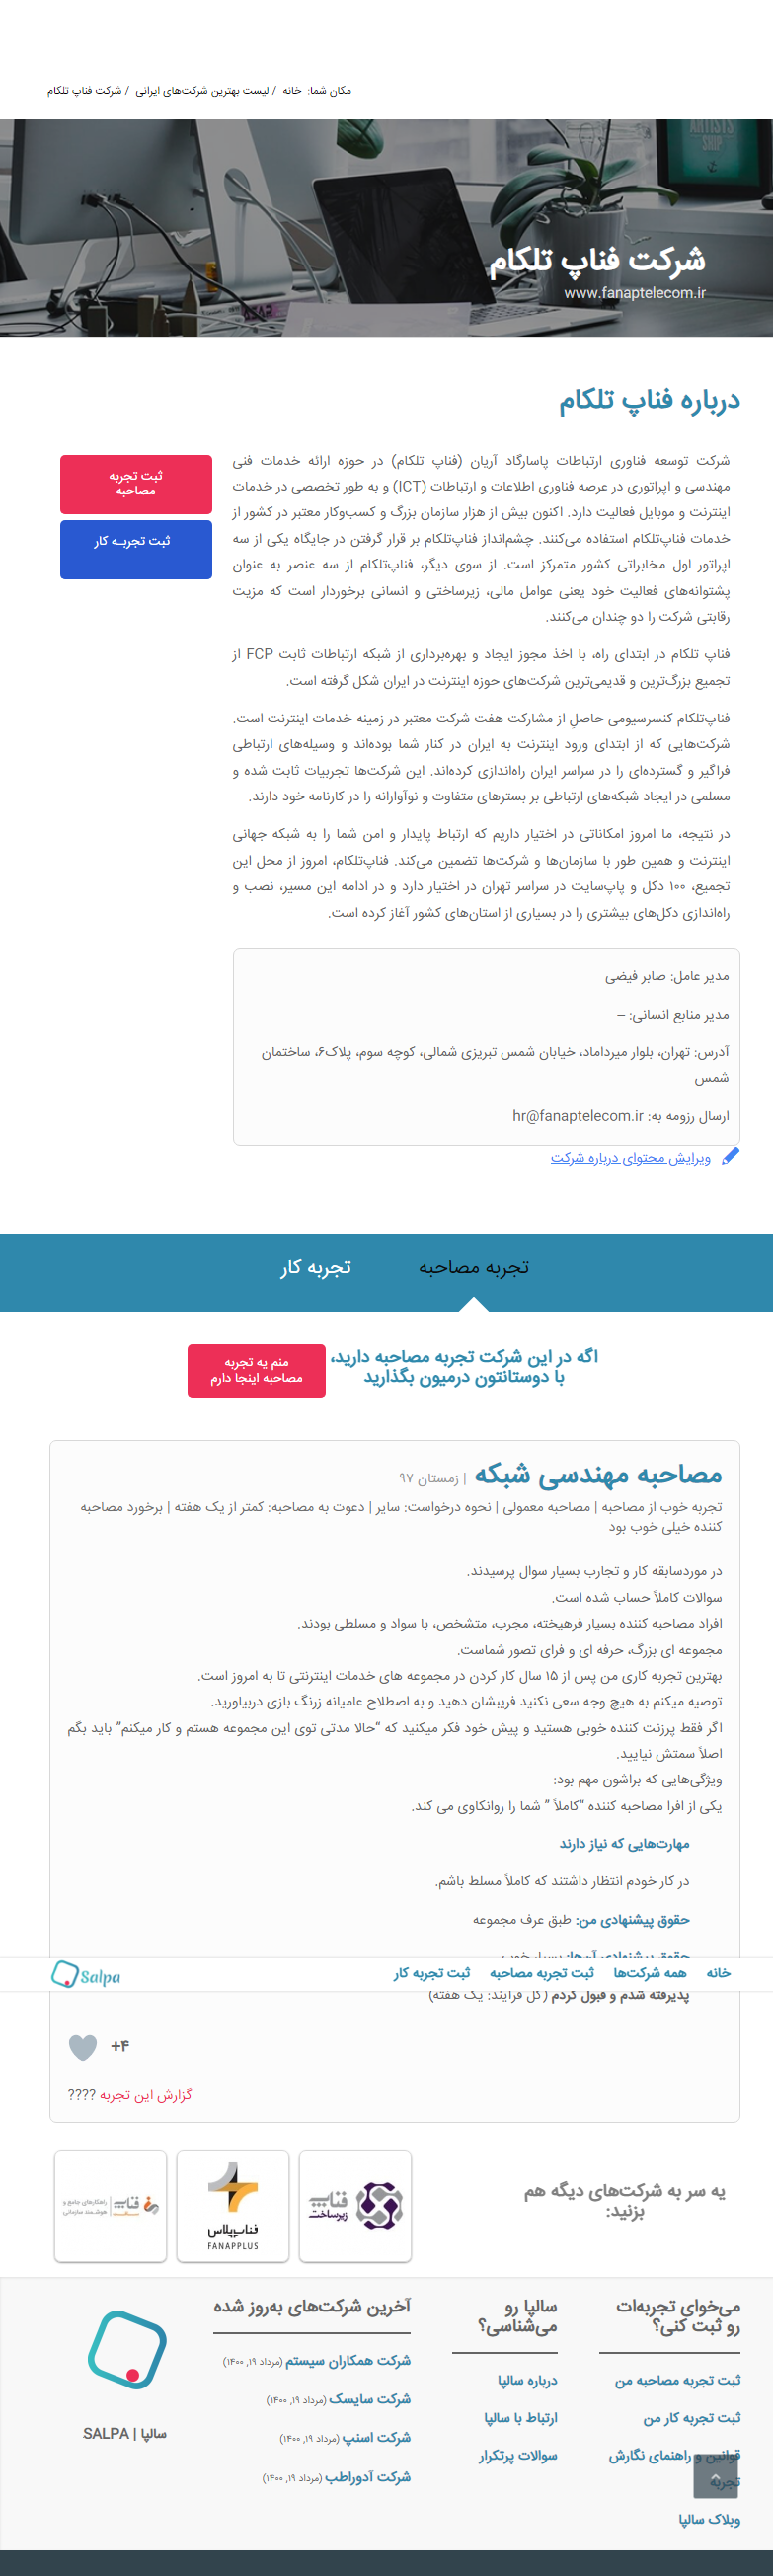 مکان شما: خانه / لیست بهترین شرکت‌های ایرانی / شرکت فناپ تلکام
ARTISTS
SHIP
شرکت فناپ تلکام
www.fanaptelecom.ir
درباره فناپ تلکام
ثبت تجربه
مصاحبه
ثبت تجربـه کار
شرکت توسعه فناوری ارتباطات پاسارگاد آریان (فناپ تلکام) در حوزه ارائه خدمات فنی
مهندسی و اپراتوری در عرصه فناوری اطلاعات و ارتباطات (ICT) و به طور تخصصی در خدمات
اینترنت و موبایل فعالیت دارد. اکنون بیش از هزار سازمان بزرگ و کسب‌وکار معتبر در کشور از
خدمات فناپ‌تلکام استفاده می‌کنند. چشم‌انداز فناپ‌تلکام بر قرار گرفتن در جایگاه یکی از سه
اپراتور اول مخابراتی کشور متمرکز است. از سوی دیگر، فناپ‌تلکام از سه عنصر به عنوان
پشتوانه‌های فعالیت خود یعنی عوامل مالی، زیرساختی و انسانی برخوردار است که مزیت
رقابتی شرکت را دو چندان می‌کنند.
فناپ تلکام در ابتدای راه، با اخذ مجوز ایجاد و بهره‌برداری از شبکه ارتباطات ثابت FCP از
تجمیع بزرگ‌ترین و قدیمی‌ترین شرکت‌های حوزه اینترنت در ایران شکل گرفته است.
فناپ‌تلکام کنسرسیومی حاصلِ از مشارکت هفت شرکت معتبر در زمینه خدمات اینترنت است.
شرکت‌هایی که از ابتدای ورود اینترنت به ایران در کنار شما بوده‌اند و وسیله‌های ارتباطی
فراگیر و گسترده‌ای را در سراسر ایران راه‌اندازی کرده‌اند. این شرکت‌ها تجربیات ثابت شده و
مسلمی در ایجاد شبکه‌های ارتباطی بر بسترهای متفاوت و نوآوارانه را در کارنامه خود دارند.
در نتیجه، ما امروز امکاناتی در اختیار داریم که ارتباط پایدار و امن شما را به شبکه جهانی
اینترنت و همین طور با سازمان‌ها و شرکت‌ها تضمین می‌کند. فناپ‌تلکام، امروز از محل این
تجمیع، ۱۰۰ دکل و پاپ‌سایت در سراسر تهران در اختیار دارد و در ادامه این مسیر، نصب و
راه‌اندازی دکل‌های بیشتری را در بسیاری از استان‌های کشور آغاز کرده است.
مدیر عامل: صابر فیضی
مدیر منابع انسانی: –
آدرس: تهران، بلوار میرداماد، خیابان شمس تبریزی شمالی، کوچه سوم، پلاک۶، ساختمان
شمس
ارسال رزومه به: hr@fanaptelecom.ir
ویرایش محتوای درباره شرکت
تجربه مصاحبه
تجربه کار
اگه در این شرکت تجربه مصاحبه دارید،
با دوستانتون درمیون بگذارید
منم یه تجربه
مصاحبه اینجا دارم
مصاحبه مهندسی شبکه | زمستان ۹۷
تجربه خوب از مصاحبه | مصاحبه معمولی | نحوه درخواست: سایر | دعوت به مصاحبه: کمتر از یک هفته | برخورد مصاحبه
کننده خیلی خوب بود
در موردسابقه کار و تجارب بسیار سوال پرسیدند.
سوالات کاملاً حساب شده است.
افراد مصاحبه کننده بسیار فرهیخته، مجرب، متشخص، با سواد و مسلطی بودند.
مجموعه ای بزرگ، حرفه ای و فرای تصور شماست.
بهترین تجربه کاری من پس از ۱۵ سال کار کردن در مجموعه های خدمات اینترنتی تا به امروز است.
توصیه میکنم به هیچ وجه سعی نکنید فریبشان دهید و به اصطلاح عامیانه زرنگ بازی دربیاورید.
اگر فقط پرزنت کننده خوبی هستید و پیش خود فکر میکنید که “حالا مدتی توی این مجموعه هستم و کار میکنم” باید بگم
اصلاً سمتش نیایید.
ویژگی‌هایی که براشون مهم بود:
یکی از افرا مصاحبه کننده “کاملاً ” شما را روانکاوی می کند.
مهارت‌هایی که نیاز دارند
در کار خودم انتظار داشتند که کاملاً مسلط باشم.
حقوق پیشنهادی من: طبق عرف مجموعه
حقوق پیشنهادی آن‌ها: بسیار خوب
خانه
همه شرکت‌ها
ثبت تجربه مصاحبه
ثبت تجربه کار
Salpa
پذیرفته شدم و قبول کردم (کل فرآیند: یک هفته)
+۴
گزارش این تجربه ????
یه سر به شرکت‌های دیگه هم
بزنید:
فناپ
زیرساخت
فناپ‌پلاس
FANAPPLUS
فناپ
راهکارهای جامع و
هوشمند سازمانی
می‌خوای تجربه‌ات
رو ثبت کنی؟
ثبت تجربه مصاحبه من
ثبت تجربه کار من
قوانین و راهنمای نگارش
تجربه
وبلاگ سالپا
سالپا رو
می‌شناسی؟
درباره سالپا
ارتباط با سالپا
سوالات پرتکرار
آخرین شرکت‌های به‌روز شده
شرکت همکاران سیستم (مرداد ۱۹, ۱۴۰۰)
شرکت سایسک (مرداد ۱۹, ۱۴۰۰)
شرکت اسنپ (مرداد ۱۹, ۱۴۰۰)
شرکت آدوراطب (مرداد ۱۹, ۱۴۰۰)
سالپا | SALPA